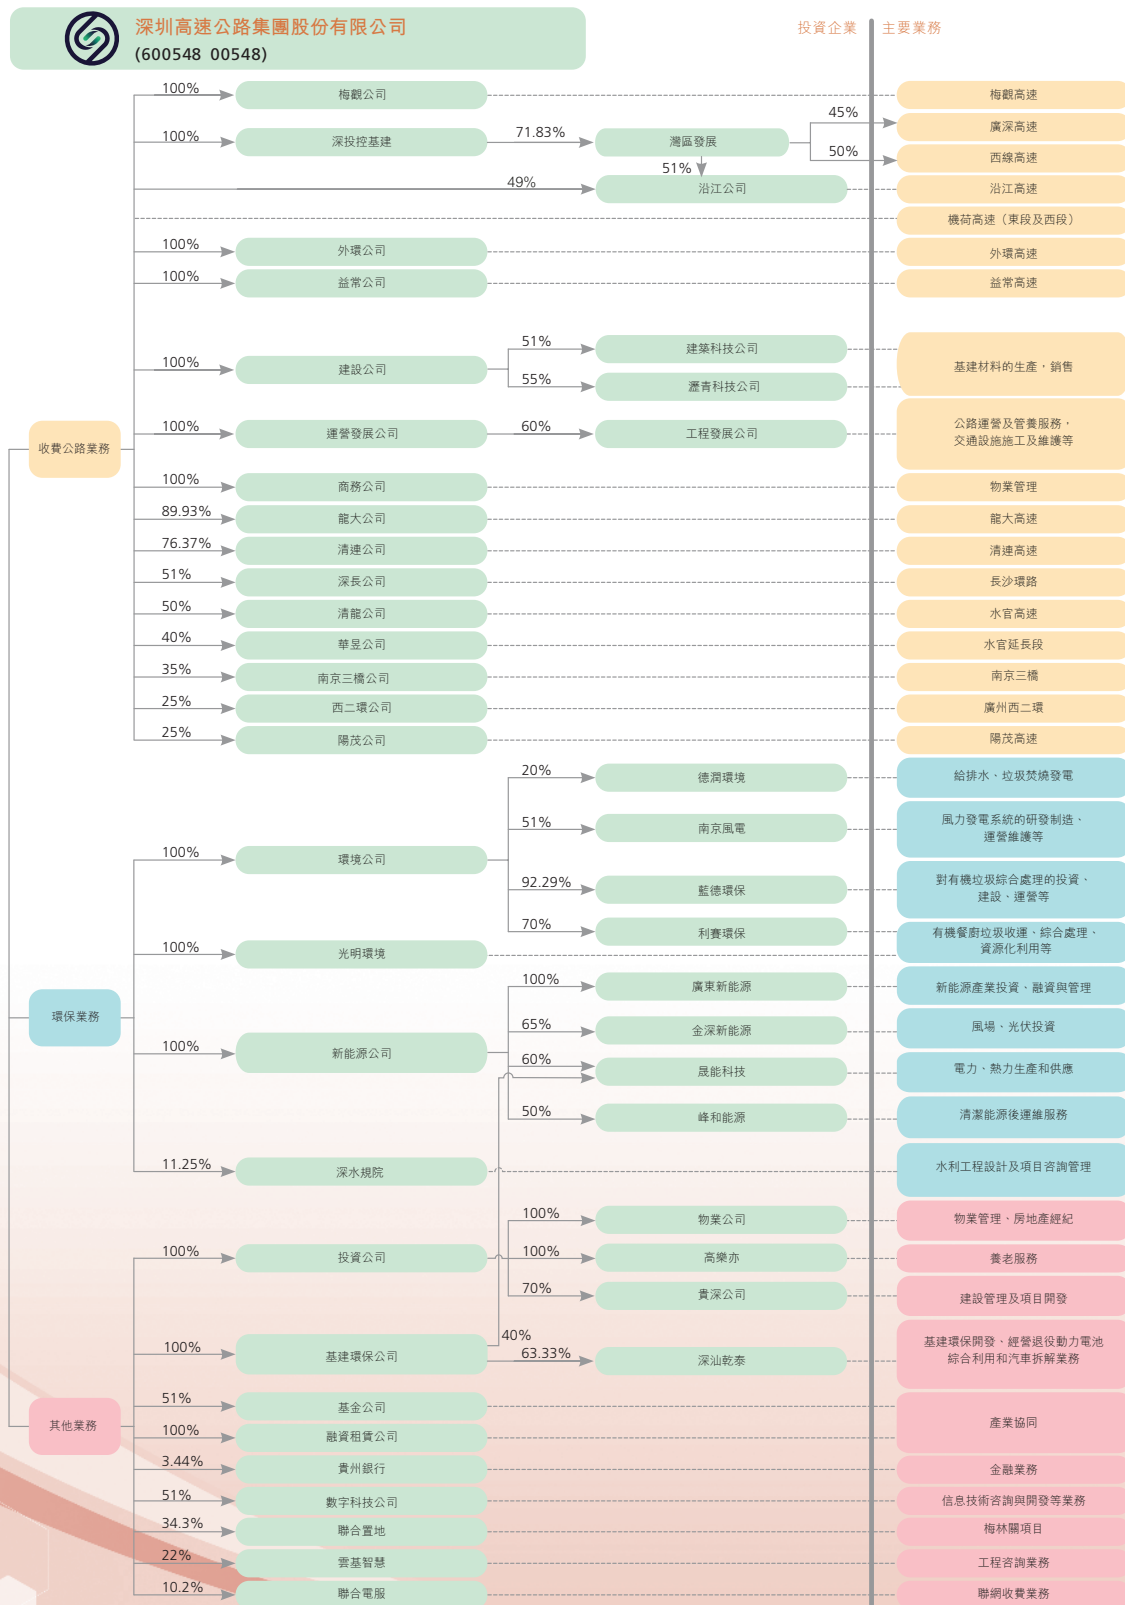 深圳高速公路集團股份有限公司
(600548 00548)
投資企業
主要業務
100%
梅觀公司
梅觀高速
45%
廣深高速
100%
深投控基建
71.83%
灣區發展
50%
西線高速
51%
49%
沿江公司
沿江高速
機荷高速（東段及西段）
100%
外環公司
外環高速
100%
益常公司
益常高速
51%
建築科技公司
100%
建設公司
基建材料的生產，銷售
55%
瀝青科技公司
收費公路業務
100%
運營發展公司
60%
工程發展公司
公路運營及管養服務，
交通設施施工及維護等
100%
商務公司
物業管理
89.93%
龍大公司
龍大高速
76.37%
清連公司
清連高速
51%
深長公司
長沙環路
50%
清龍公司
水官高速
40%
華昱公司
水官延長段
35%
南京三橋公司
南京三橋
25%
西二環公司
廣州西二環
25%
陽茂公司
陽茂高速
20%
德潤環境
給排水、垃圾焚燒發電
51%
南京風電
風力發電系統的研發制造、
運營維護等
100%
環境公司
92.29%
藍德環保
對有機垃圾綜合處理的投資、
建設、運營等
70%
利賽環保
有機餐廚垃圾收運、綜合處理、
資源化利用等
100%
光明環境
100%
廣東新能源
新能源產業投資、融資與管理
環保業務
65%
金深新能源
風場、光伏投資
100%
新能源公司
60%
晟能科技
電力、熱力生產和供應
50%
峰和能源
清潔能源後運維服務
11.25%
深水規院
水利工程設計及項目咨詢管理
100%
物業公司
物業管理、房地產經紀
100%
投資公司
100%
高樂亦
養老服務
70%
貴深公司
建設管理及項目開發
40%
100%
基建環保公司
63.33%
深汕乾泰
基建環保開發、經營退役動力電池
綜合利用和汽車拆解業務
51%
基金公司
其他業務
產業協同
100%
融資租賃公司
3.44%
貴州銀行
金融業務
51%
數字科技公司
信息技術咨詢與開發等業務
34.3%
聯合置地
梅林關項目
22%
雲基智慧
工程咨詢業務
10.2%
聯合電服
聯網收費業務